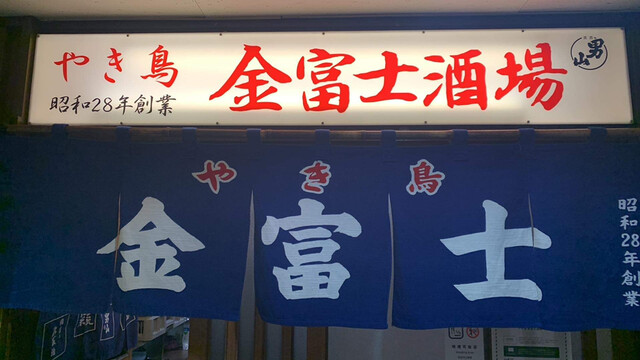 やき鳥
昭和28年創業
金富士酒場
男山
やき鳥
金富士
昭和28年創業